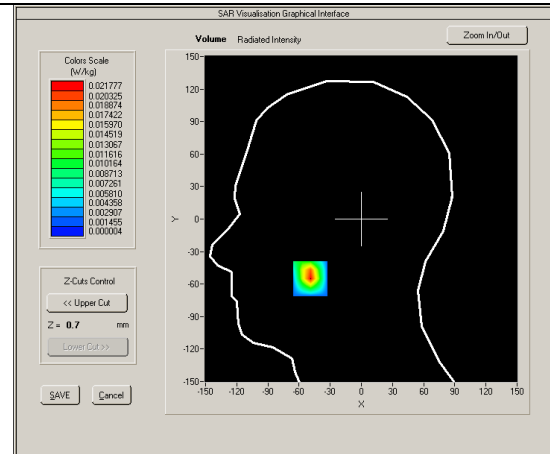 SAR Visualisation Graphical Interface
Volume Radiated Intensity
Zoom In/Out
Colors Scale
(W/kg)
0.021777
0.020325
0.018874
0.017422
0.015970
0.014519
0.013067
0.011616
0.010164
0.008713
0.007261
0.005810
0.004358
0.002907
0.001455
0.000004
Z-Cuts Control
<< Upper Cut
Z = 0.7 mm
Lower Cut >>
SAVE Cancel
150-
120-
90-
60-
30-
Y 0-
-30-
-60-
-90-
-120-
-150-
-150 -120 -90 -60 -30 0 30 60 90 120 150
X